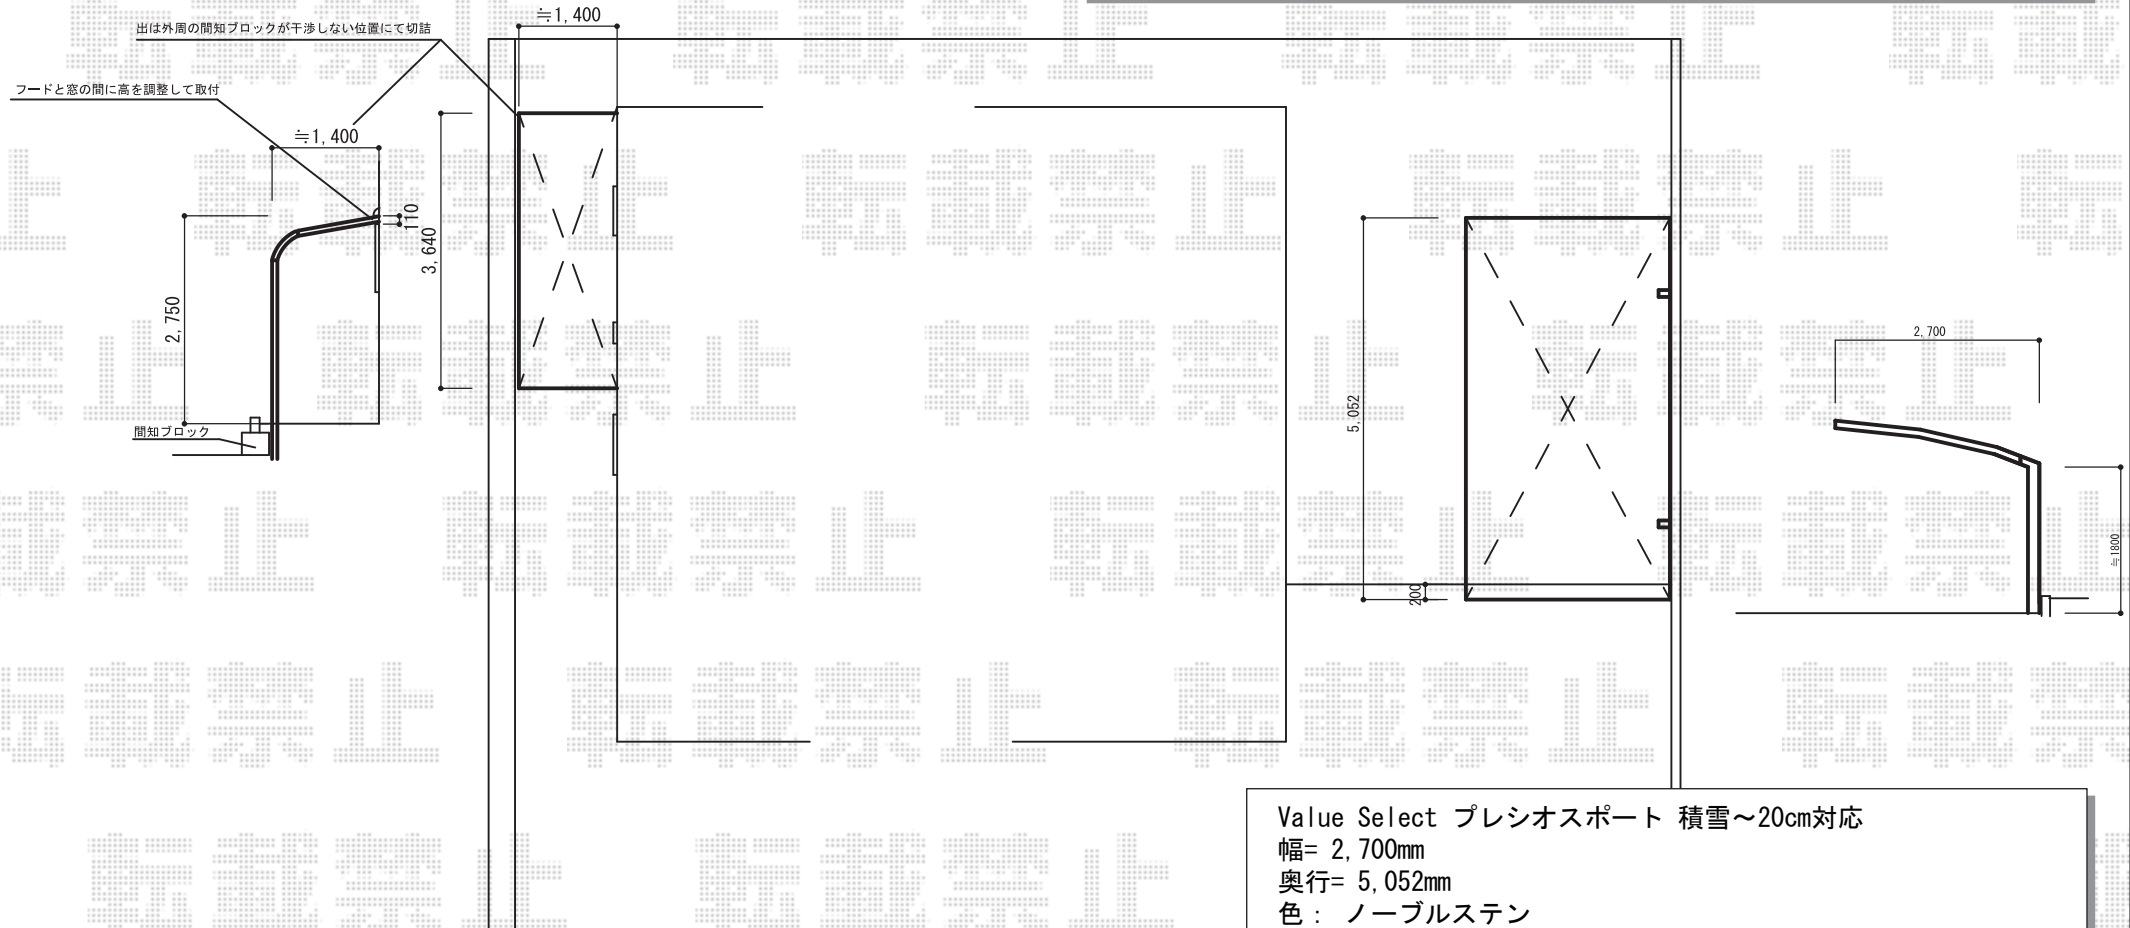 ≒1,400
出は外周の間知ブロックが干渉しない位置にて切詰
フードと窓の間に高を調整して取付
≒1,400
110
3,640
2,750
間知ブロック
5,052
200
2,700
≒1800
Value Select プレシオスポート 積雪～20cm対応
幅= 2,700mm
奥行= 5,052mm
色： ノーブルステン
転載禁止